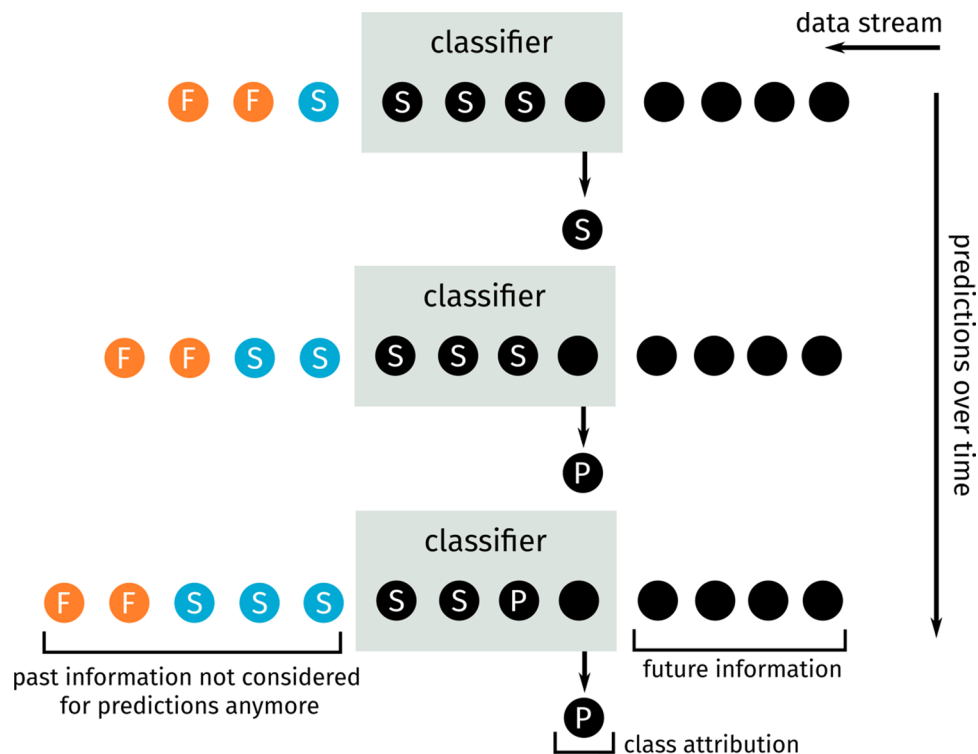 data stream
classifier
F F S S S S
S
classifier
F F S S S S S
P
classifier
F F S S S S S P
predictions over time
past information not considered
for predictions anymore
future information
P
class attribution